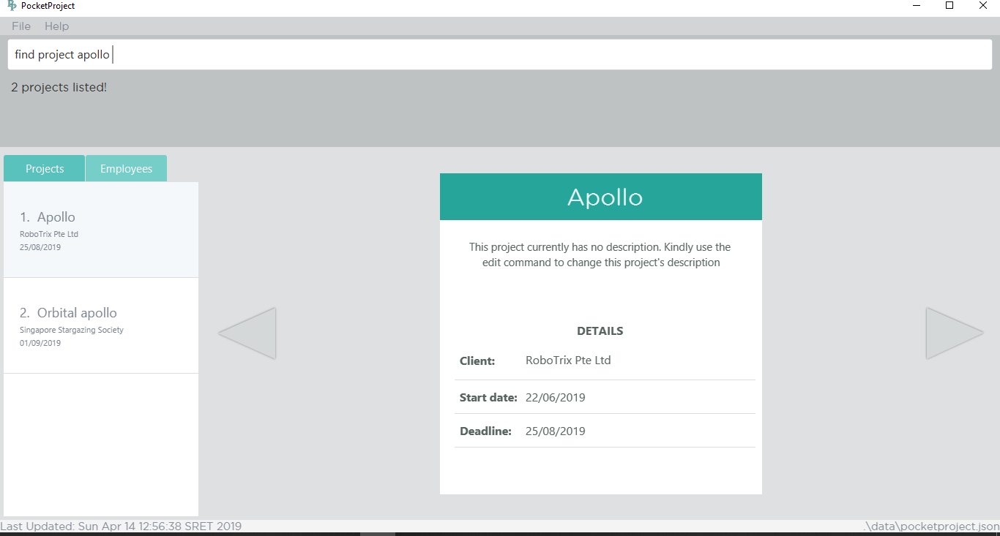 PocketProject
File Help
find project apollo
2 projects listed!
Projects Employees
1. Apollo
RoboTrix Pte Ltd
25/08/2019
2. Orbital apollo
Singapore Stargazing Society
01/09/2019
Apollo
This project currently has no description. Kindly use the
edit command to change this project's description
DETAILS
Client: RoboTrix Pte Ltd
Start date: 22/06/2019
Deadline: 25/08/2019
Last Updated: Sun Apr 14 12:56:38 SRET 2019
.\data\pocketproject.json